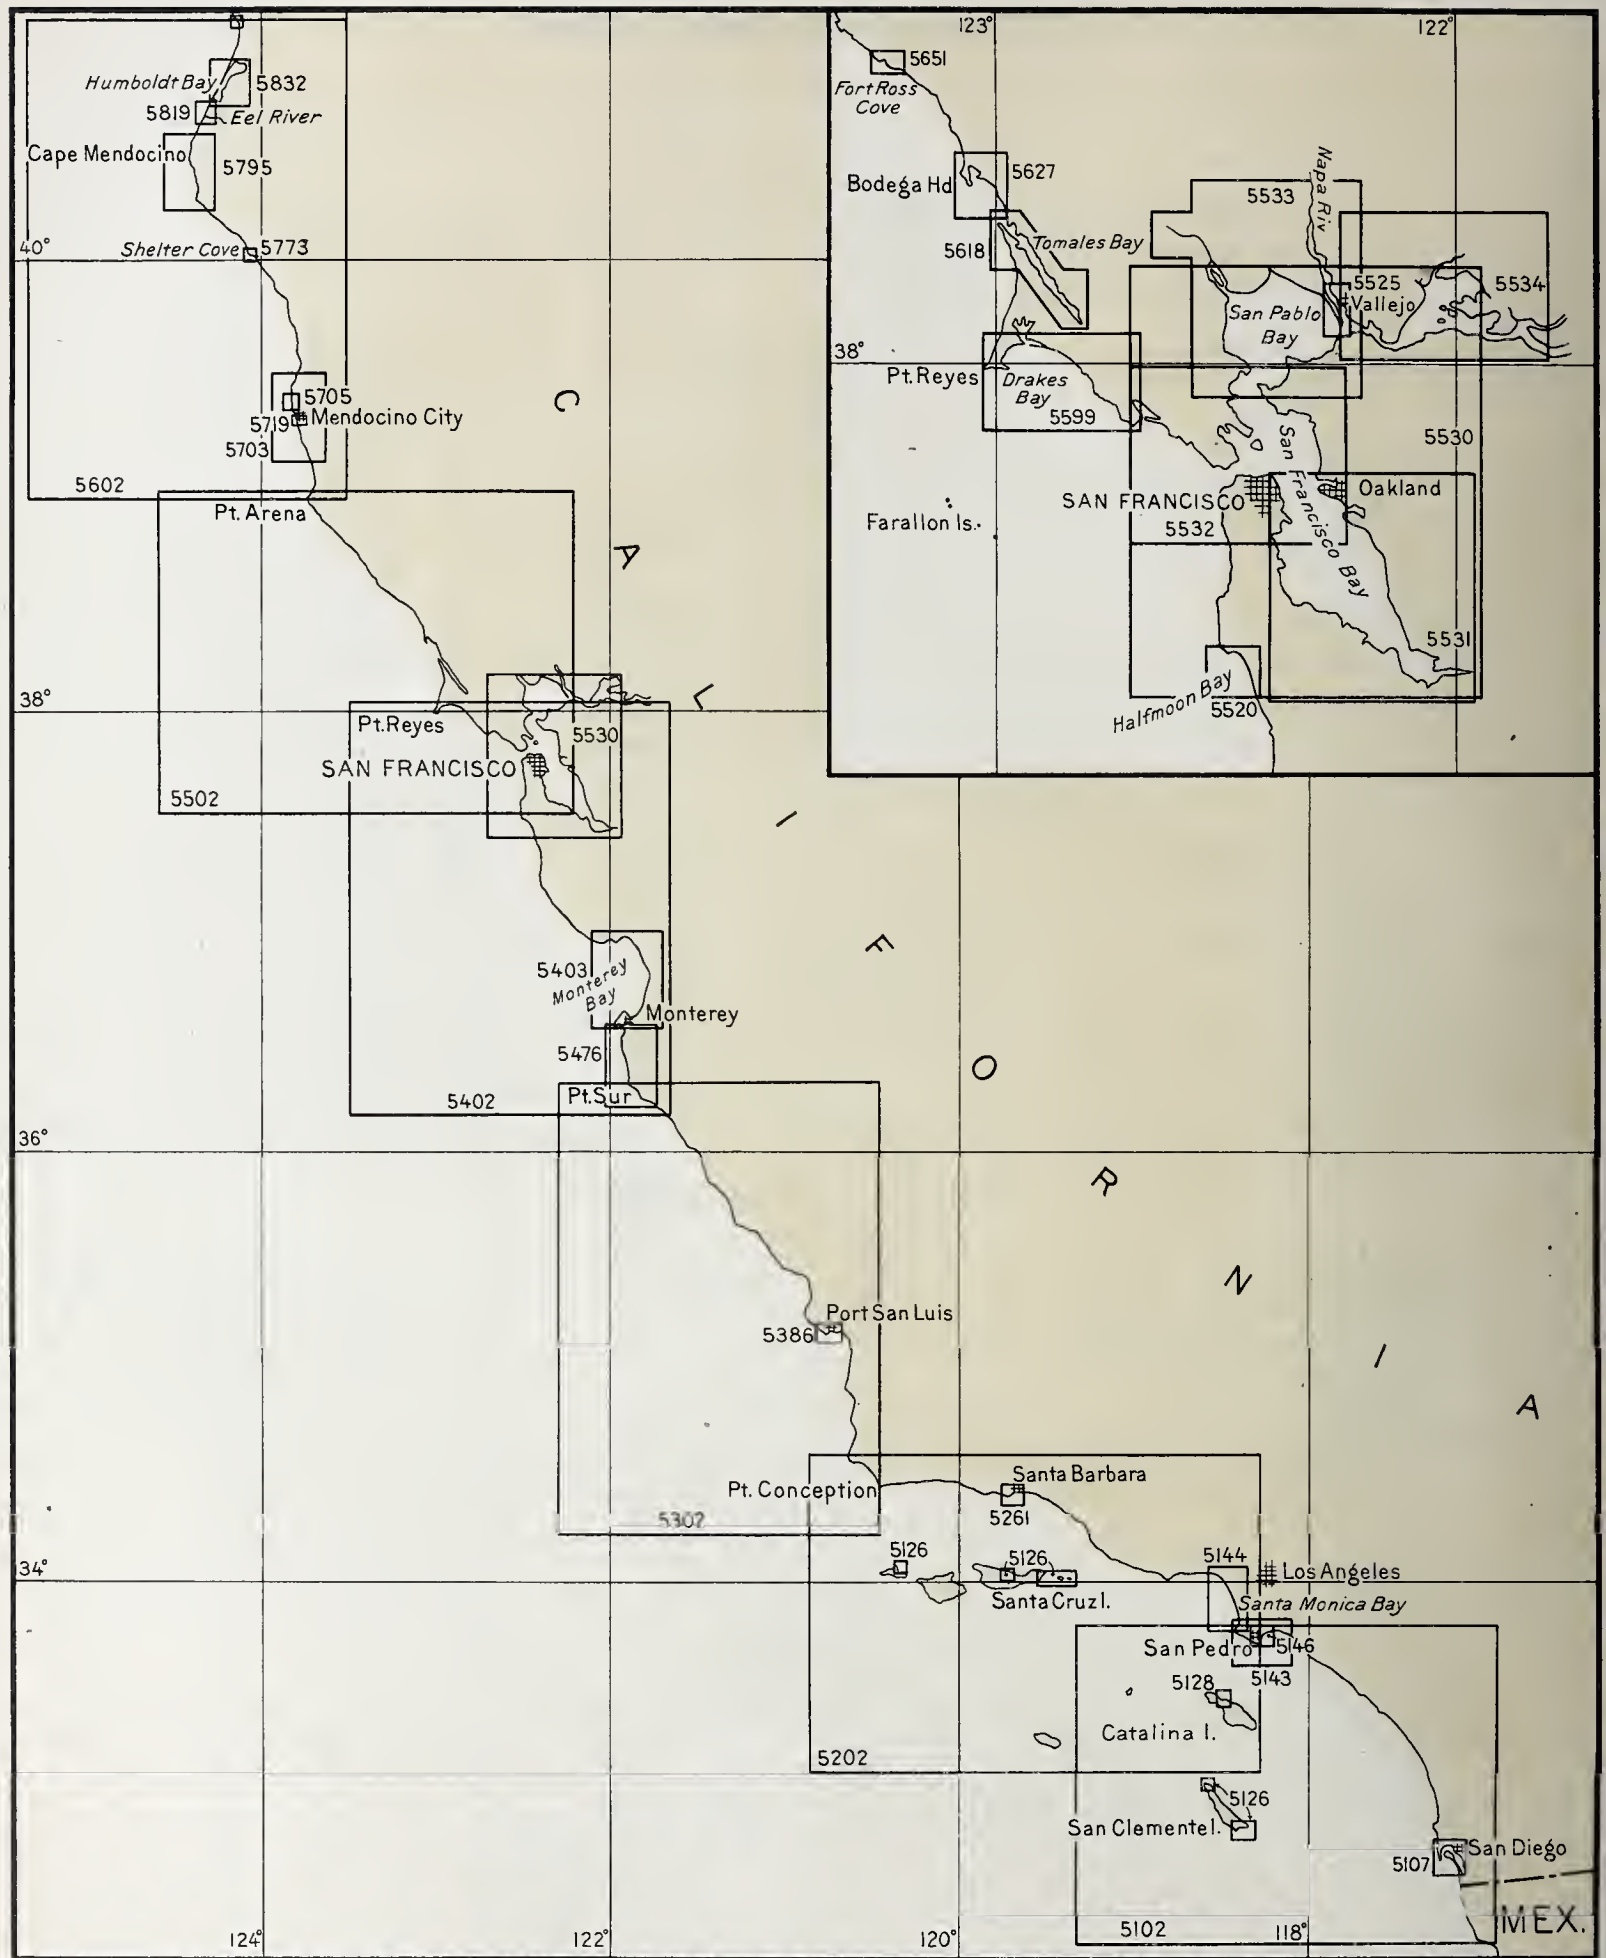 Humboldt Bay
5832
5819
Eel River
Cape Mendocino
5795
40°
Shelter Cove
5773
5705
Mendocino City
5719
5703
5602
Pt. Arena
38°
Pt. Reyes
5530
SAN FRANCISCO
5502
5403
Monterey
Bay
Monterey
5476
Pt. Sur
5402
36°
C
A
L
I
F
O
R
N
I
A
Port San Luis
5386
Pt. Conception
5302
Santa Barbara
5261
34°
5126
5126
Santa Cruz I.
5144
Los Angeles
Santa Monica Bay
San Pedro
5146
5143
5128
Catalina I.
5202
5126
San Clemente I.
San Diego
5107
MEX.
5102
124°
122°
120°
118°
123°
122°
5651
Fort Ross
Cove
Bodega Hd
5627
5618
Tomales Bay
Napa Riv
5533
5525
Vallejo
5534
San Pablo
Bay
38°
Pt. Reyes
Drakes
Bay
5599
5530
San Francisco Bay
SAN FRANCISCO
Oakland
5532
Farallon Is.
5531
Halfmoon Bay
5520